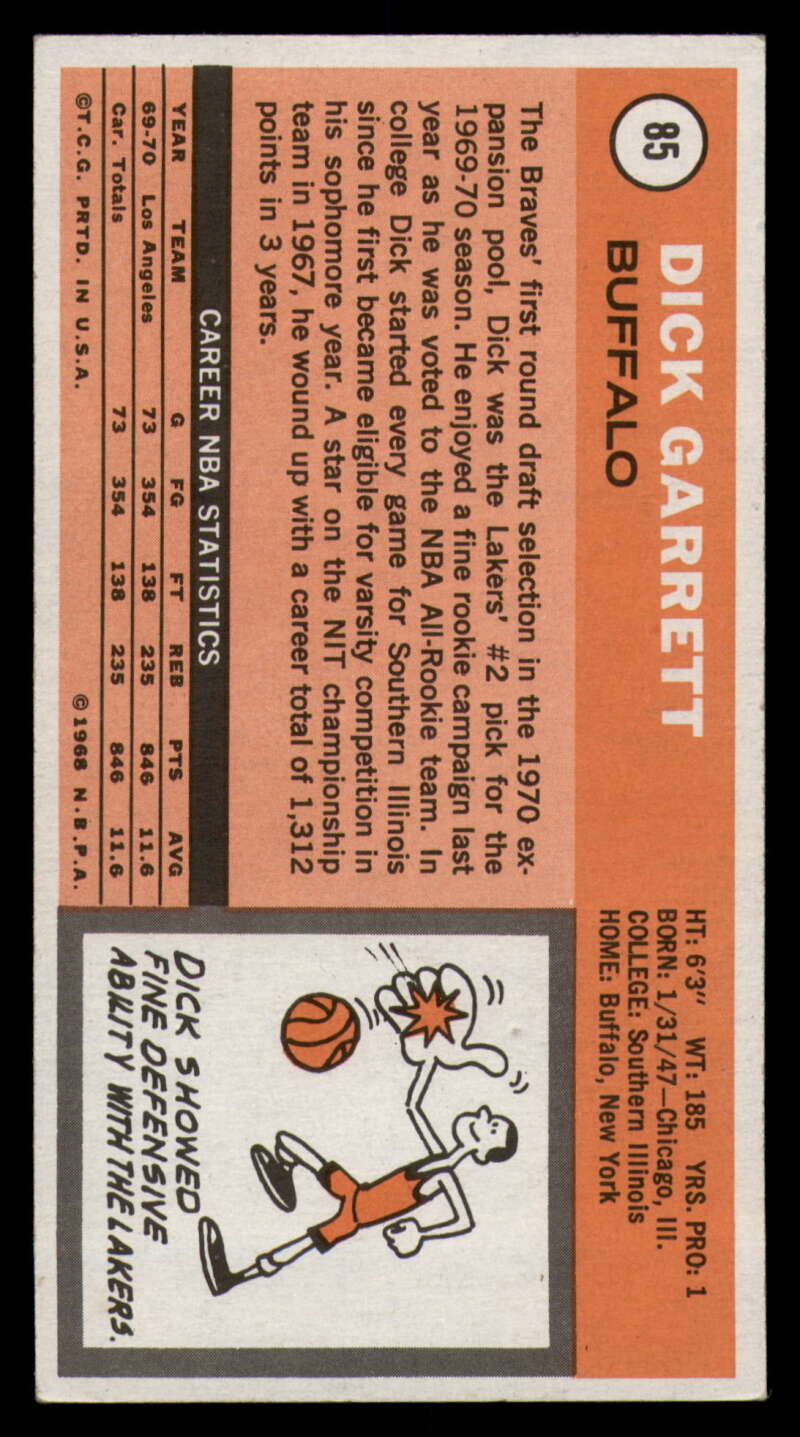 85
DICK GARRETT
BUFFALO
HT: 6'3" WT: 185 YRS. PRO: 1
BORN: 1/31/47—Chicago, Ill.
COLLEGE: Southern Illinois
HOME: Buffalo, New York
The Braves' first round draft selection in the 1970 ex-
pansion pool, Dick was the Lakers' #2 pick for the
1969-70 season. He enjoyed a fine rookie campaign last
year as he was voted to the NBA All-Rookie team. In
college Dick started every game for Southern Illinois
since he first became eligible for varsity competition in
his sophomore year. A star on the NIT championship
team in 1967, he wound up with a career total of 1,312
points in 3 years.
CAREER NBA STATISTICS
YEAR TEAM G FG FT REB PTS AVG
69-70 Los Angeles 73 354 138 235 846 11.6
Car. Totals 73 354 138 235 846 11.6
©T.C.G. PRTD. IN U.S.A. ©1968 N.B.P.A.
DICK SHOWED
FINE DEFENSIVE
ABILITY WITH THE LAKERS.